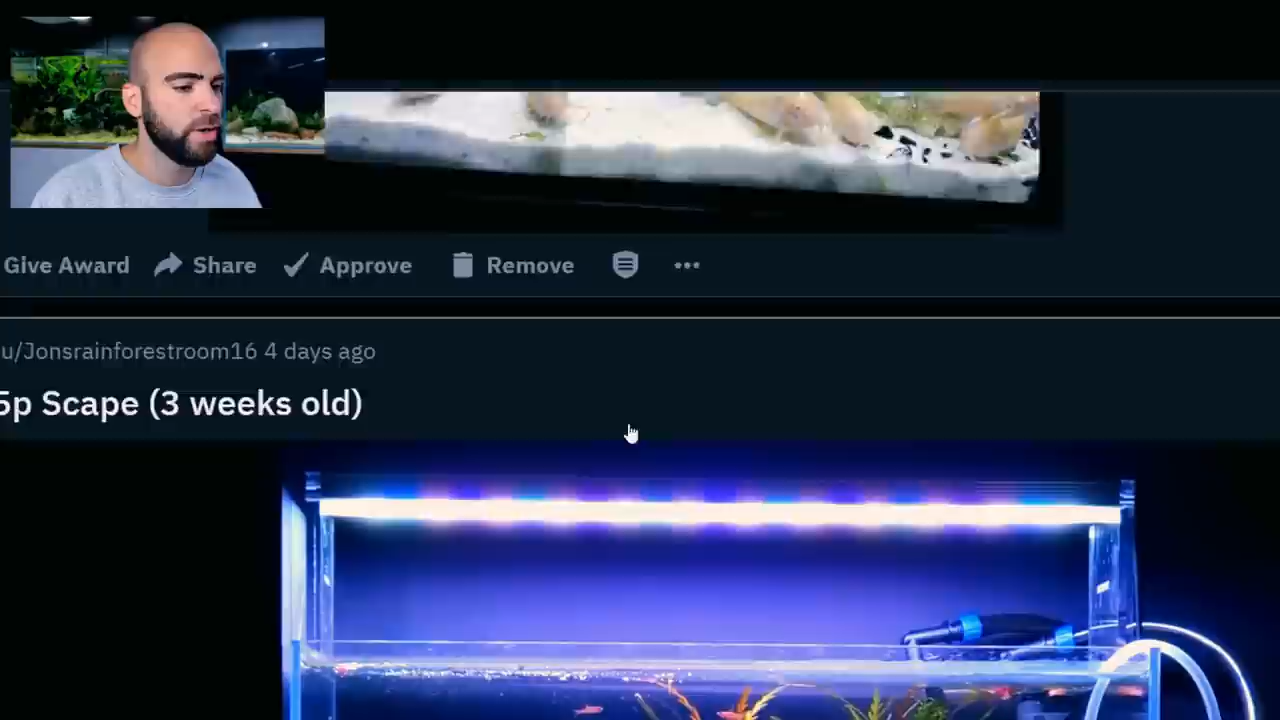 Give Award Share Approve Remove
u/Jonsrainforestroom16 4 days ago
5p Scape (3 weeks old)